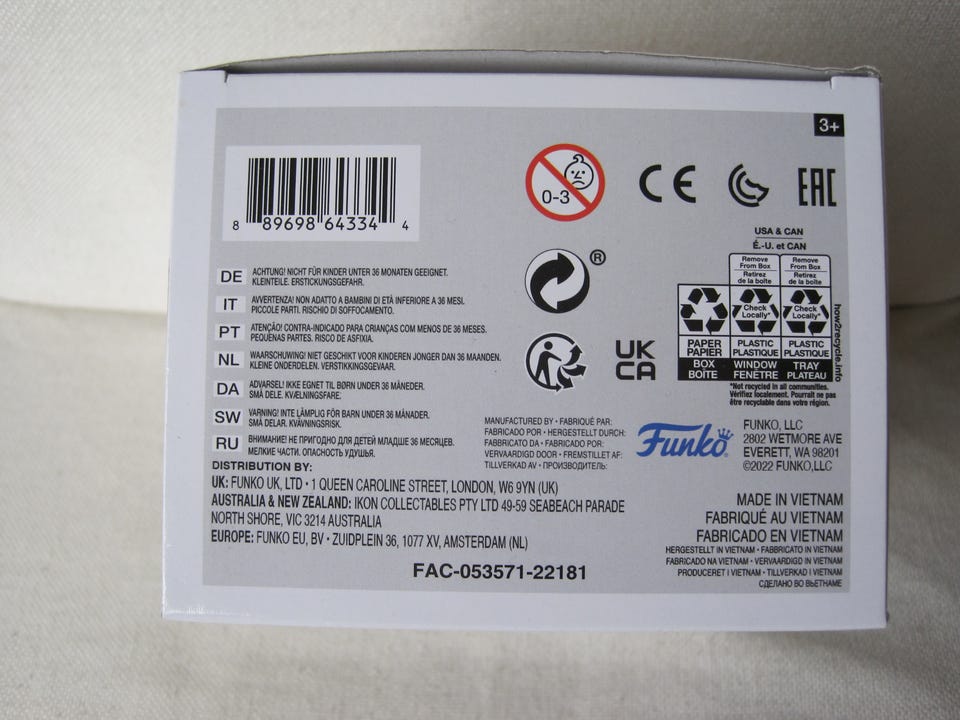 3+
8 89698 64334 4
0-3
CE
EAC
®
UK
CA
USA & CAN
É.-U. et CAN
Remove
From Box
Retirez
de la boîte
Remove
From Box
Retirez
de la boîte
Check
Locally*
Check
Locally*
PAPER
PAPIER
PLASTIC
PLASTIQUE
PLASTIC
PLASTIQUE
BOX
BOÎTE
WINDOW
FENÊTRE
TRAY
PLATEAU
how2recycle.info
*Not recycled in all communities.
Vérifiez localement. Pourrait ne pas
être recyclable dans votre région.
DE ACHTUNG! NICHT FÜR KINDER UNTER 36 MONATEN GEEIGNET.
KLEINTEILE. ERSTICKUNGSGEFAHR.
IT AVVERTENZA! NON ADATTO A BAMBINI DI ETÀ INFERIORE A 36 MESI.
PICCOLE PARTI. RISCHIO DI SOFFOCAMENTO.
PT ATENÇÃO! CONTRA-INDICADO PARA CRIANÇAS COM MENOS DE 36 MESES.
PEQUENAS PARTES. RISCO DE ASFIXIA.
NL WAARSCHUWING! NIET GESCHIKT VOOR KINDEREN JONGER DAN 36 MAANDEN.
KLEINE ONDERDELEN. VERSTIKKINGSGEVAAR.
DA ADVARSEL! IKKE EGNET TIL BØRN UNDER 36 MÅNEDER.
SMÅ DELE. KVÆLNINGSFARE.
SW VARNING! INTE LÄMPLIG FÖR BARN UNDER 36 MÅNADER.
SMÅ DELAR. KVÄVNINGSRISK.
RU ВНИМАНИЕ! НЕ ПРИГОДНО ДЛЯ ДЕТЕЙ МЛАДШЕ 36 МЕСЯЦЕВ.
МЕЛКИЕ ЧАСТИ. ОПАСНОСТЬ УДУШЬЯ.
MANUFACTURED BY • FABRIQUÉ PAR:
FABRICADO POR • HERGESTELLT DURCH:
FABBRICATO DA • FABRICADO POR:
VERVAARDIGD DOOR • FREMSTILLET AF:
TILLVERKAD AV • ПРОИЗВОДИТЕЛЬ:
Funko
FUNKO, LLC
2802 WETMORE AVE
EVERETT, WA 98201
©2022 FUNKO,LLC
DISTRIBUTION BY:
UK: FUNKO UK, LTD • 1 QUEEN CAROLINE STREET, LONDON, W6 9YN (UK)
AUSTRALIA & NEW ZEALAND: IKON COLLECTABLES PTY LTD 49-59 SEABEACH PARADE
NORTH SHORE, VIC 3214 AUSTRALIA
EUROPE: FUNKO EU, BV • ZUIDPLEIN 36, 1077 XV, AMSTERDAM (NL)
MADE IN VIETNAM
FABRIQUÉ AU VIETNAM
FABRICADO EN VIETNAM
HERGESTELLT IN VIETNAM • FABBRICATO IN VIETNAM
FABRICADO NA VIETNAM • VERVAARDIGD IN VIETNAM
PRODUCERET I VIETNAM • TILLVERKAD I VIETNAM
СДЕЛАНО ВО ВЬЕТНАМЕ
FAC-053571-22181